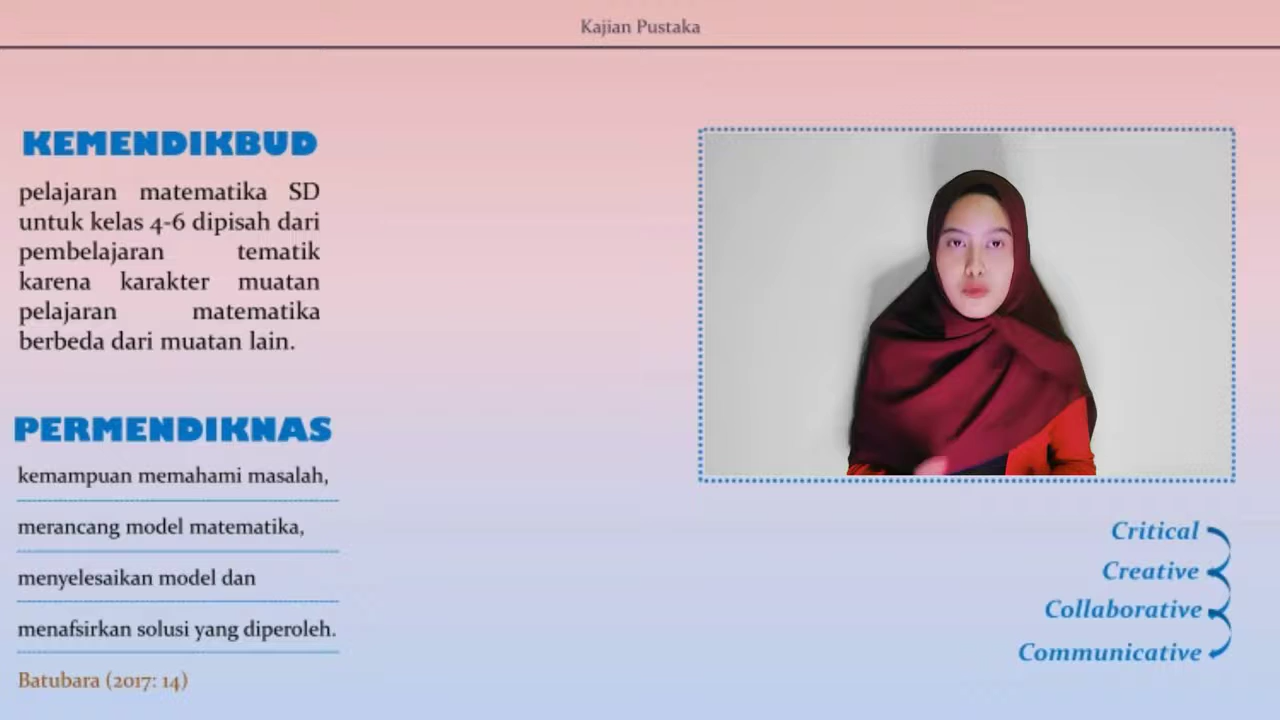 Kajian Pustaka
KEMENDIKBUD
pelajaran matematika SD
untuk kelas 4-6 dipisah dari
pembelajaran tematik
karena karakter muatan
pelajaran matematika
berbeda dari muatan lain.
PERMENDIKNAS
kemampuan memahami masalah,
merancang model matematika,
menyelesaikan model dan
menafsirkan solusi yang diperoleh.
Batubara (2017: 14)
Critical
Creative
Collaborative
Communicative